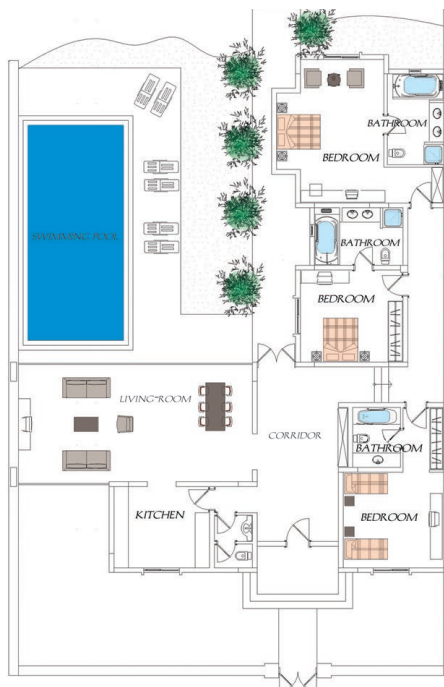 BATHROOM
BEDROOM
SWIMMING POOL
BATHROOM
BEDROOM
LIVING-ROOM
CORRIDOR
BATHROOM
KITCHEN
BEDROOM